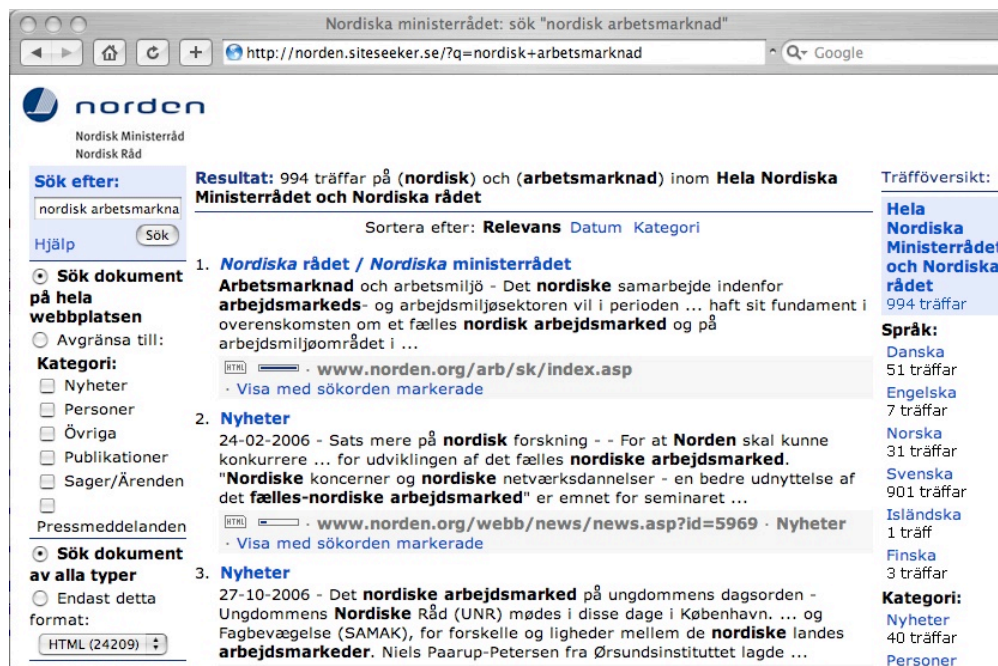 Nordiska ministerrådet: sök "nordisk arbetsmarknad"
http://norden.siteseeker.se/?q=nordisk+arbetsmarknad
Google
norden
Nordisk Ministerråd
Nordisk Råd
Sök efter:
nordisk arbetsmarkna
Hjälp
Sök
Sök dokument
på hela
webbplatsen
Avgränsa till:
Kategori:
Nyheter
Personer
Övriga
Publikationer
Sager/Ärenden
Pressmeddelanden
Sök dokument
av alla typer
Endast detta
format:
HTML (24209)
Resultat: 994 träffar på (nordisk) och (arbetsmarknad) inom Hela Nordiska
Ministerrådet och Nordiska rådet
Sortera efter: Relevans Datum Kategori
1. Nordiska rådet / Nordiska ministerrådet
Arbetsmarknad och arbetsmiljö - Det nordiske samarbejde indenfor
arbejdsmarkeds- og arbejdsmiljøsektoren vil i perioden ... haft sit fundament i
overenskomsten om et fælles nordisk arbejdsmarked og på
arbejdsmiljøområdet i ...
HTML · www.norden.org/arb/sk/index.asp
· Visa med sökorden markerade
2. Nyheter
24-02-2006 - Sats mere på nordisk forskning - - For at Norden skal kunne
konkurrere ... for udviklingen af det fælles nordiske arbejdsmarked.
"Nordiske koncerner og nordiske netværksdannelser - en bedre udnyttelse af
det fælles-nordiske arbejdsmarked" er emnet for seminaret ...
HTML · www.norden.org/webb/news/news.asp?id=5969 · Nyheter
· Visa med sökorden markerade
3. Nyheter
27-10-2006 - Det nordiske arbejdsmarked på ungdommens dagsorden -
Ungdommens Nordiske Råd (UNR) mødes i disse dage i København. ... og
Fagbevægelse (SAMAK), for forskelle og ligheder mellem de nordiske landes
arbejdsmarkeder. Niels Paarup-Petersen fra Ørsundsinstituttet lagde ...
Träfföversikt:
Hela
Nordiska
Ministerrådet
och Nordiska
rådet
994 träffar
Språk:
Danska
51 träffar
Engelska
7 träffar
Norska
31 träffar
Svenska
901 träffar
Isländska
1 träff
Finska
3 träffar
Kategori:
Nyheter
40 träffar
Personer